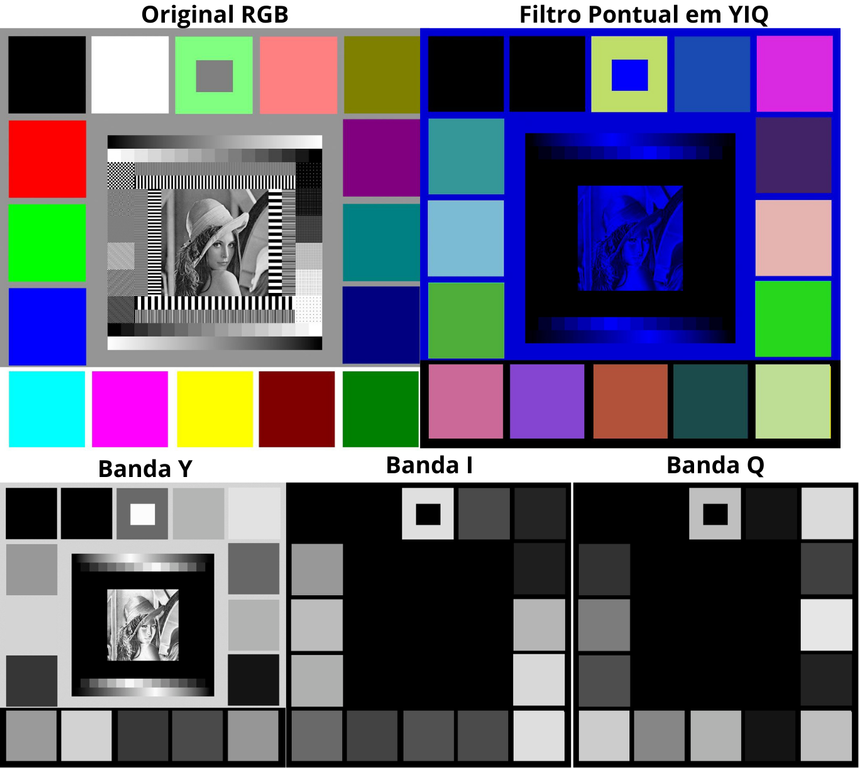 Original RGB
Filtro Pontual em YIQ
Banda Y
Banda I
Banda Q